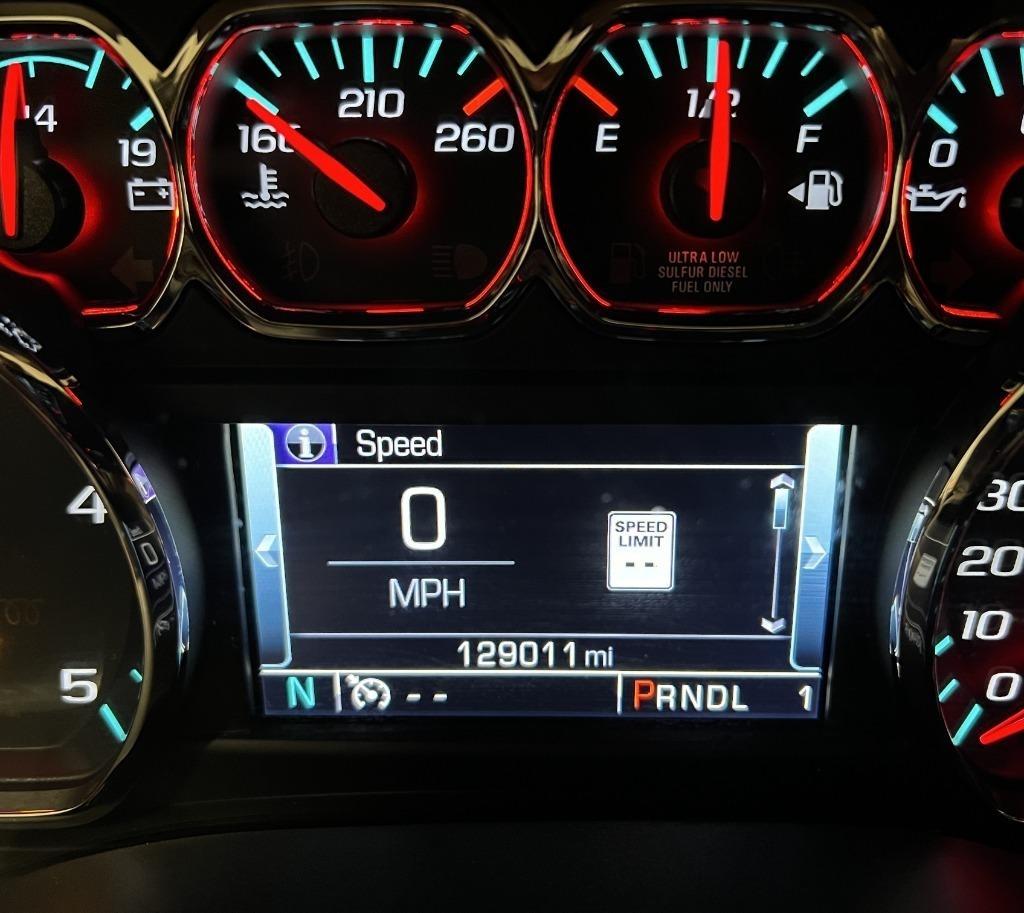 14
19
160
210
260
E
1/2
F
0
ULTRA LOW
SULFUR DIESEL
FUEL ONLY
Speed
0
MPH
SPEED
LIMIT
--
129011 mi
N
--
PRNDL 1
4
5
30
20
10
0